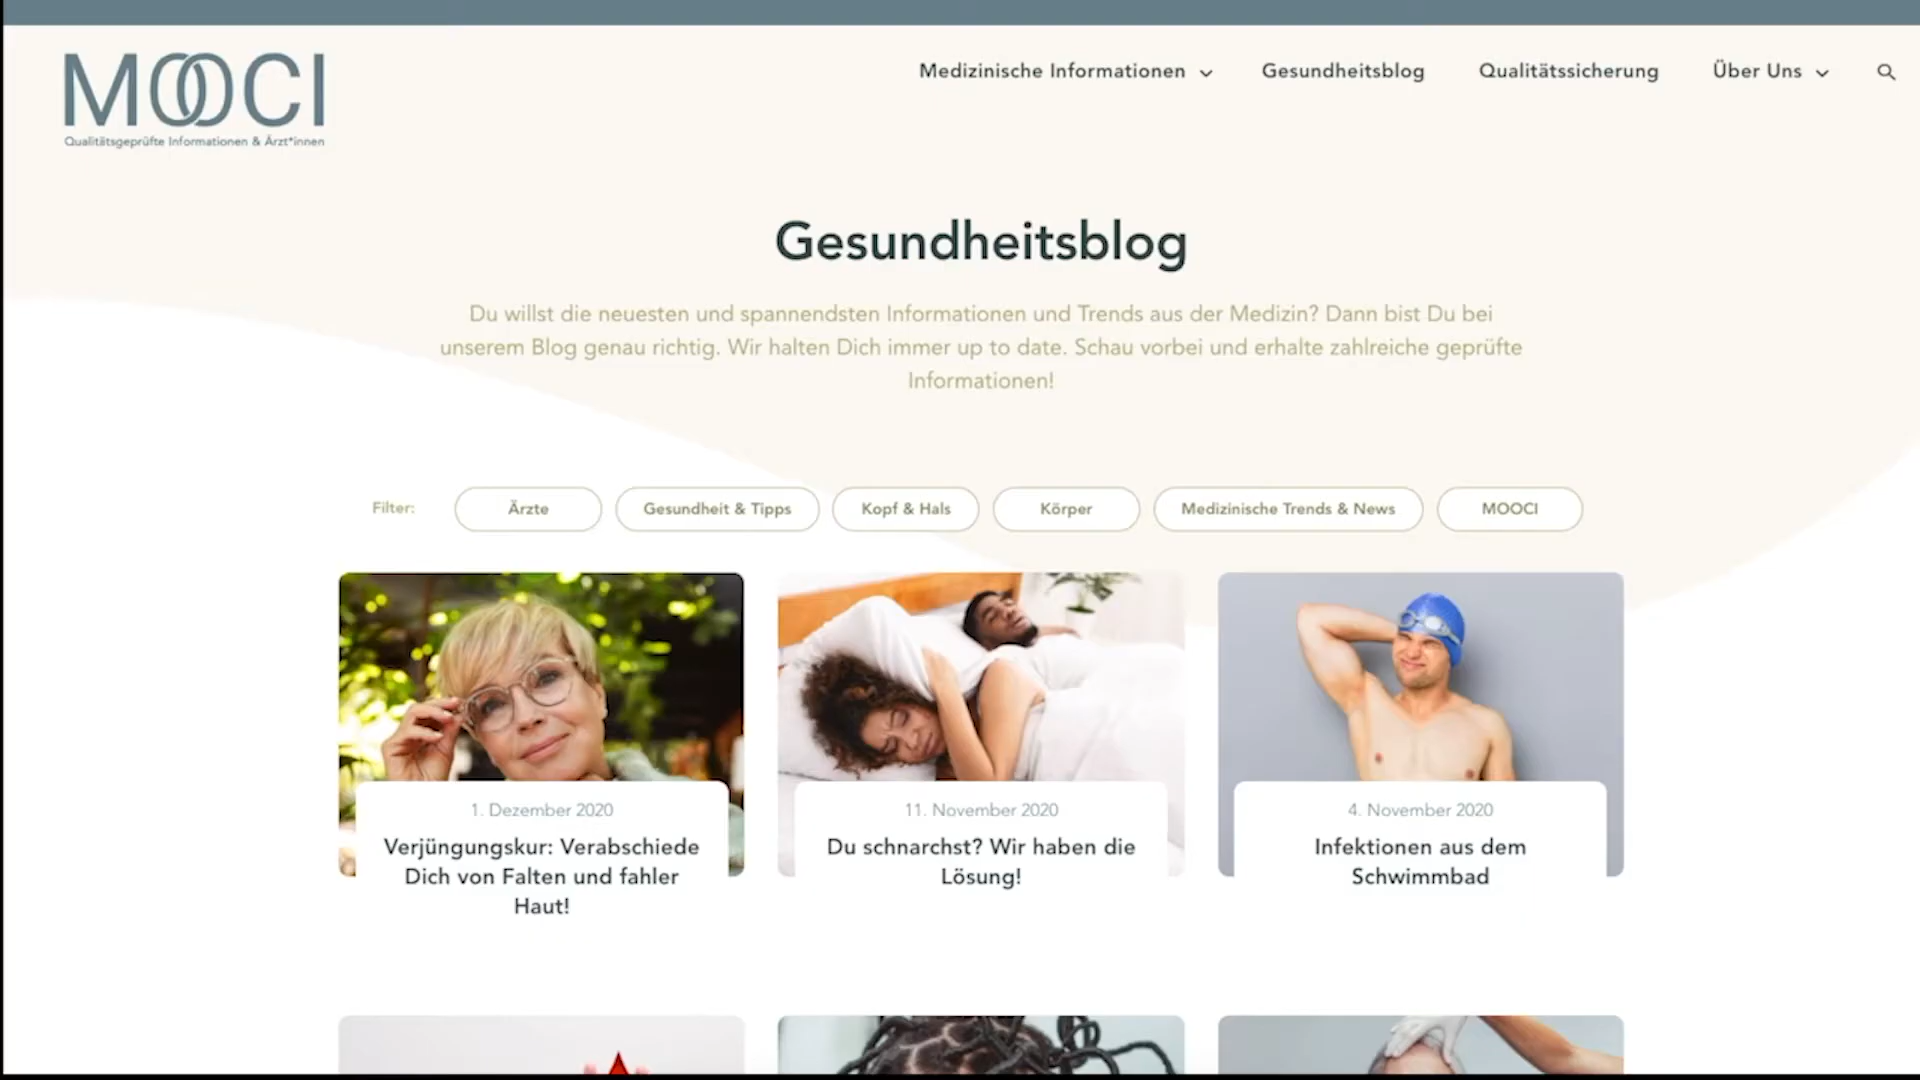 MOOCI
Qualitätsgeprüfte Informationen & Ärzt*innen
Medizinische Informationen
Gesundheitsblog
Qualitätssicherung
Über Uns
Gesundheitsblog
Du willst die neuesten und spannendsten Informationen und Trends aus der Medizin? Dann bist Du bei
unserem Blog genau richtig. Wir halten Dich immer up to date. Schau vorbei und erhalte zahlreiche geprüfte
Informationen!
Filter:
Ärzte
Gesundheit & Tipps
Kopf & Hals
Körper
Medizinische Trends & News
MOOCI
1. Dezember 2020
Verjüngungskur: Verabschiede
Dich von Falten und fahler
Haut!
11. November 2020
Du schnarchst? Wir haben die
Lösung!
4. November 2020
Infektionen aus dem
Schwimmbad